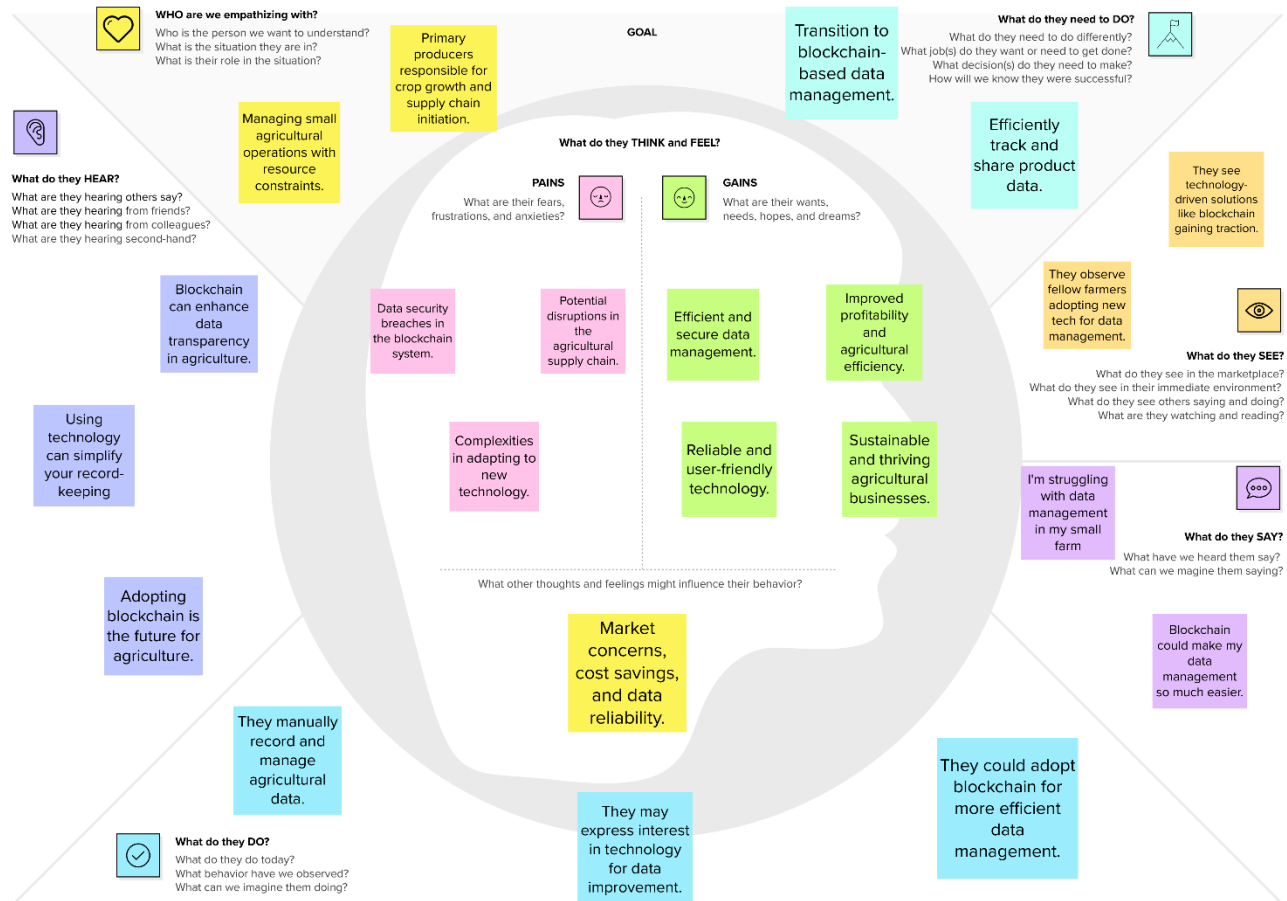 WHO are we empathizing with?
Who is the person we want to understand?
What is the situation they are in?
What is their role in the situation?
Primary
producers
responsible for
crop growth and
supply chain
initiation.
Managing small
agricultural
operations with
resource
constraints.
GOAL
Transition to
blockchain-
based data
management.
What do they need to DO?
What do they need to do differently?
What job(s) do they want or need to get done?
What decision(s) do they need to make?
How will we know they were successful?
Efficiently
track and
share product
data.
What do they HEAR?
What are they hearing others say?
What are they hearing from friends?
What are they hearing from colleagues?
What are they hearing second-hand?
Blockchain
can enhance
data
transparency
in agriculture.
Using
technology
can simplify
your record-
keeping
Adopting
blockchain is
the future for
agriculture.
What do they THINK and FEEL?
PAINS
What are their fears,
frustrations, and anxieties?
GAINS
What are their wants,
needs, hopes, and dreams?
Data security
breaches in
the blockchain
system.
Potential
disruptions in
the
agricultural
supply chain.
Complexities
in adapting to
new
technology.
Efficient and
secure data
management.
Improved
profitability
and
agricultural
efficiency.
Reliable and
user-friendly
technology.
Sustainable
and thriving
agricultural
businesses.
What other thoughts and feelings might influence their behavior?
Market
concerns,
cost savings,
and data
reliability.
They see
technology-
driven solutions
like blockchain
gaining traction.
They observe
fellow farmers
adopting new
tech for data
management.
What do they SEE?
What do they see in the marketplace?
What do they see in their immediate environment?
What do they see others saying and doing?
What are they watching and reading?
I'm struggling
with data
management
in my small
farm
What do they SAY?
What have we heard them say?
What can we magine them saying?
Blockchain
could make my
data
management
so much easier.
They manually
record and
manage
agricultural
data.
What do they DO?
What do they do today?
What behavior have we observed?
What can we imagine them doing?
They may
express interest
in technology
for data
improvement.
They could adopt
blockchain for
more efficient
data
management.